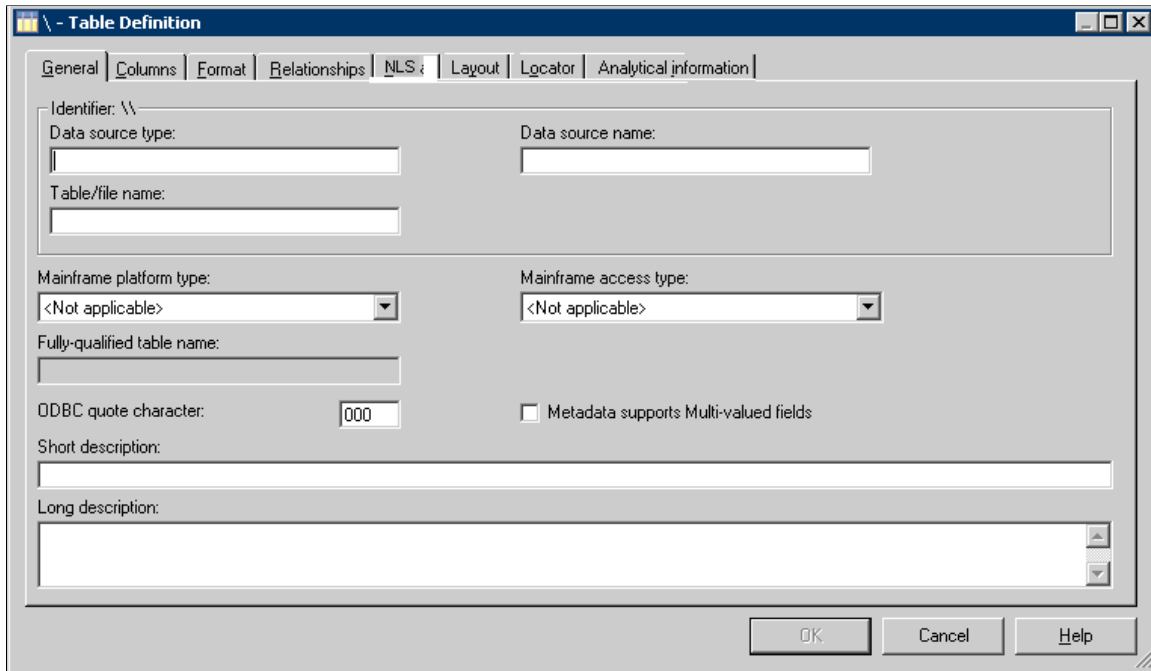 \ - Table Definition
General Columns Format Relationships NLS Layout Locator Analytical information
Identifier: \\
Data source type: Data source name:
Table/file name:
Mainframe platform type: Mainframe access type:
<Not applicable> <Not applicable>
Fully-qualified table name:
ODBC quote character: 000 Metadata supports Multi-valued fields
Short description:
Long description:
OK Cancel Help